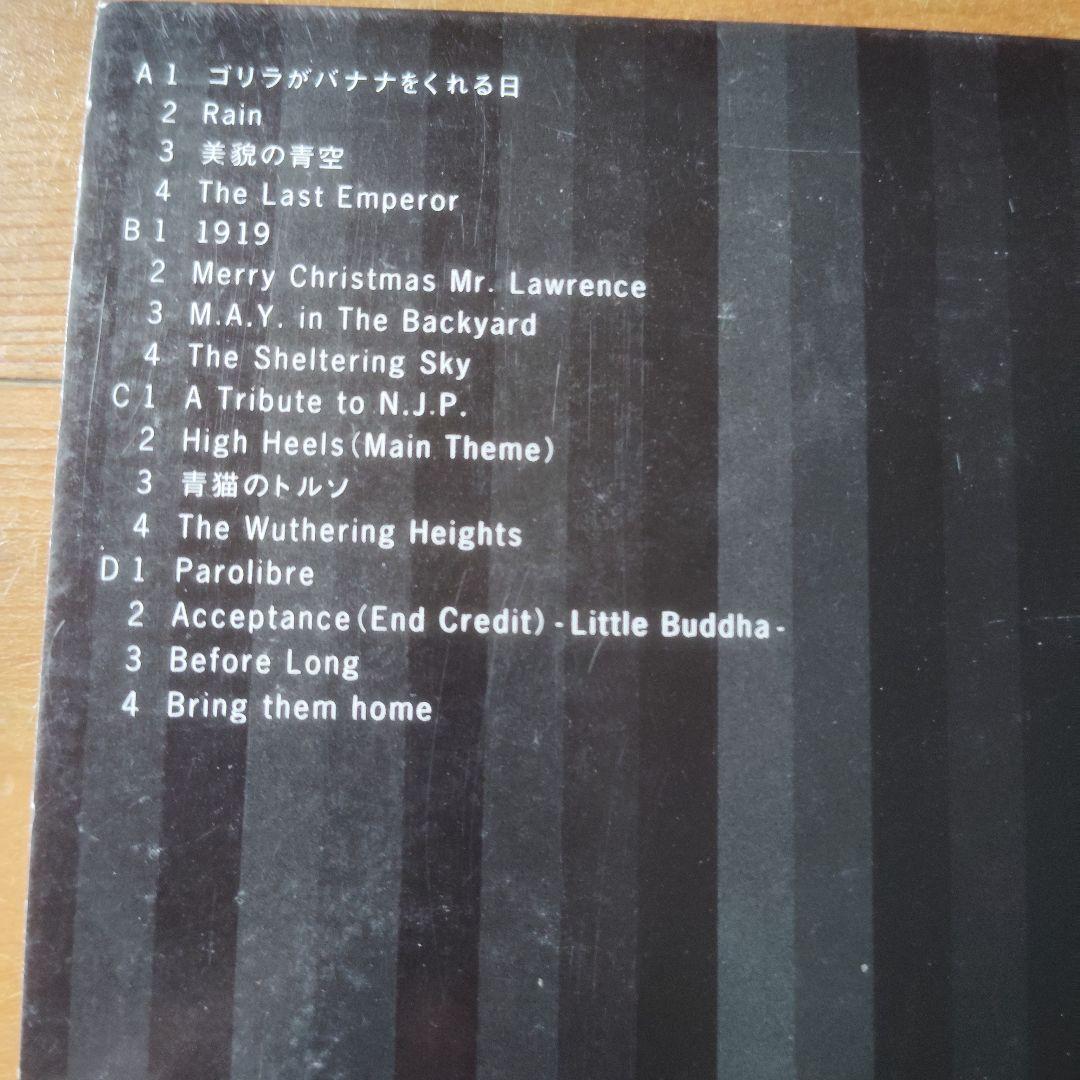 A 1 ゴリラがバナナをくれる日
2 Rain
3 美貌の青空
4 The Last Emperor
B 1 1919
2 Merry Christmas Mr. Lawrence
3 M.A.Y. in The Backyard
4 The Sheltering Sky
C 1 A Tribute to N.J.P.
2 High Heels(Main Theme)
3 青猫のトルソ
4 The Wuthering Heights
D 1 Parolibre
2 Acceptance(End Credit)-Little Buddha-
3 Before Long
4 Bring them home